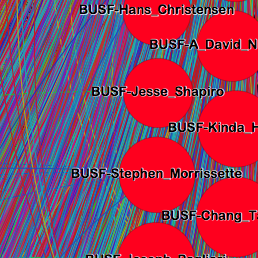 BUSF-Hans_Christensen
BUSF-A_David_N
BUSF-Jesse_Shapiro
BUSF-Kinda_H
BUSF-Stephen_Morrissette
BUSF-Chang_T